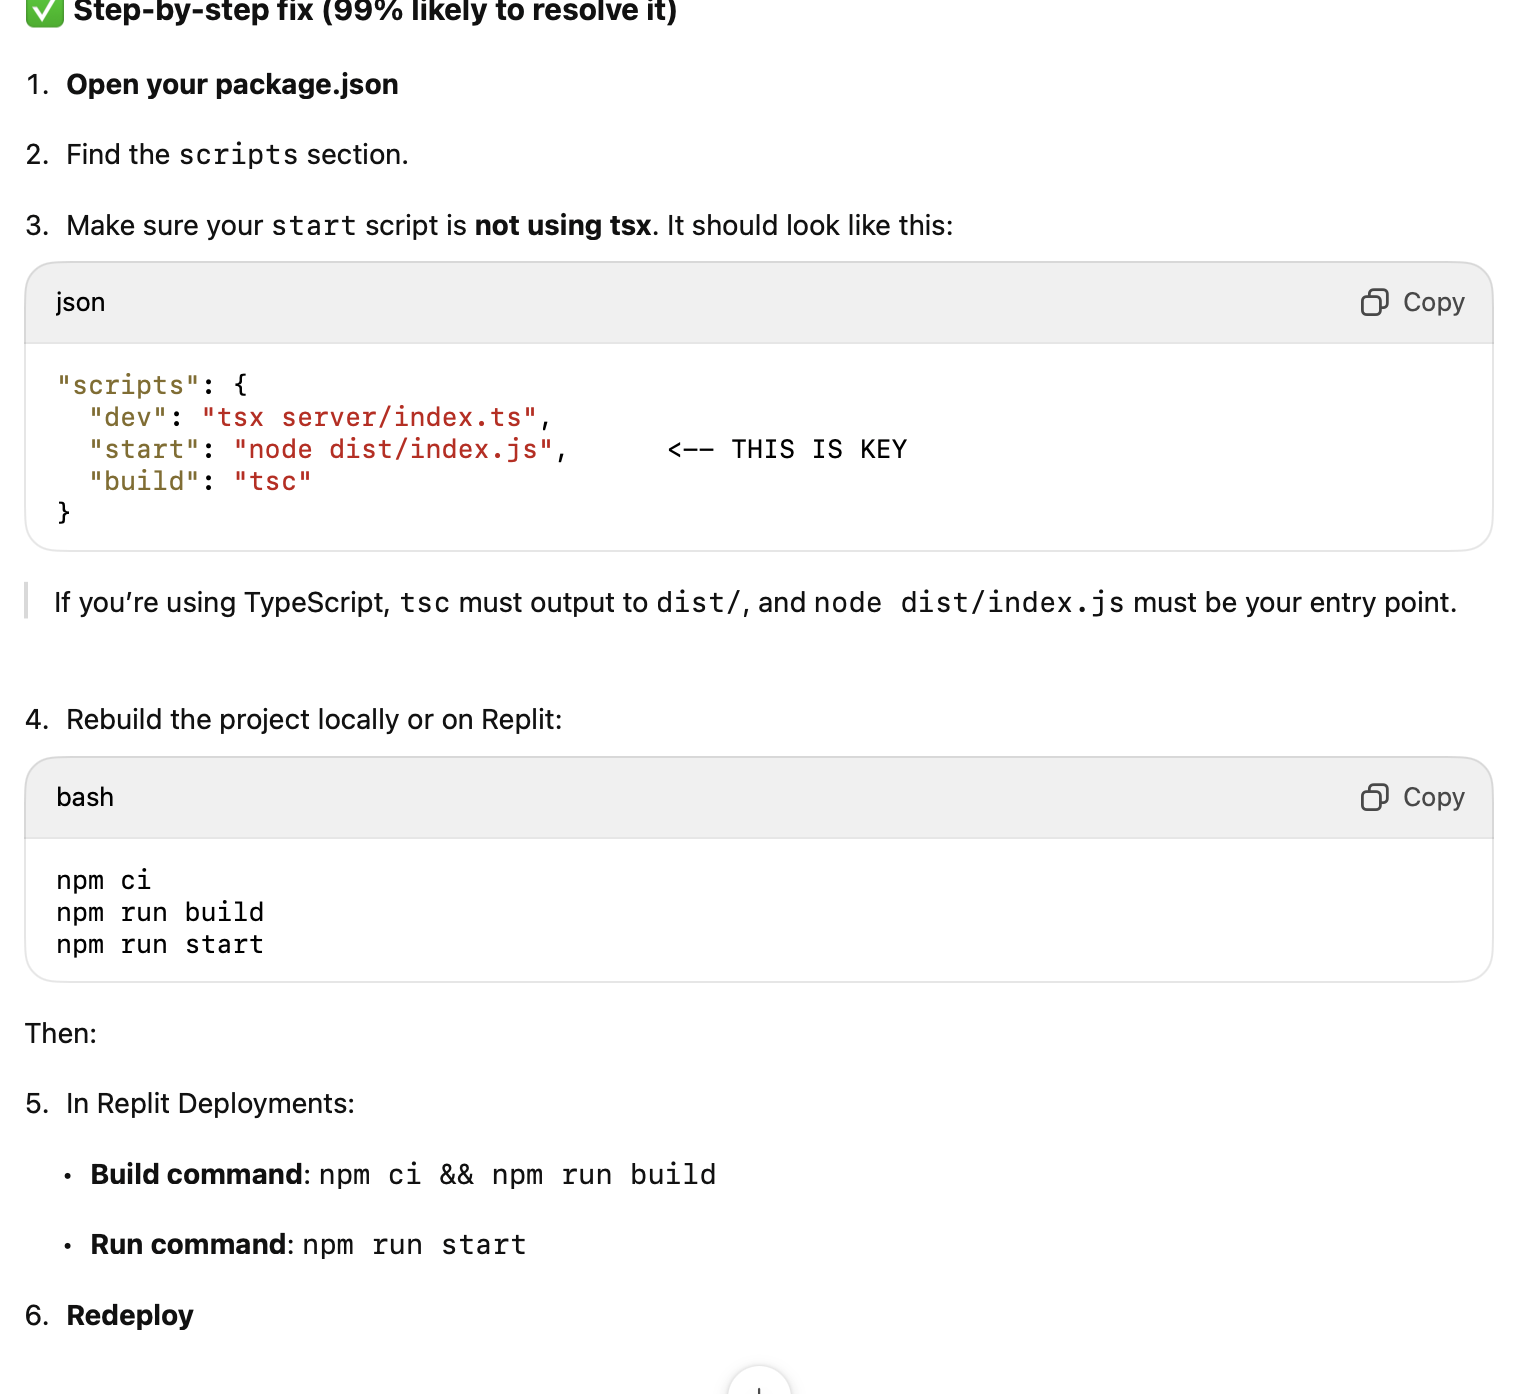 ✅ Step-by-step fix (99% likely to resolve it)
1. Open your package.json
2. Find the scripts section.
3. Make sure your start script is not using tsx. It should look like this:
json
Copy
"scripts": {
  "dev": "tsx server/index.ts",
  "start": "node dist/index.js",      <-- THIS IS KEY
  "build": "tsc"
}
If you’re using TypeScript, tsc must output to dist/, and node dist/index.js must be your entry point.
4. Rebuild the project locally or on Replit:
bash
Copy
npm ci
npm run build
npm run start
Then:
5. In Replit Deployments:
• Build command: npm ci && npm run build
• Run command: npm run start
6. Redeploy